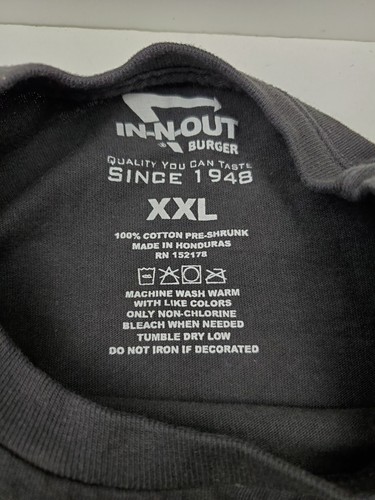 IN-N-OUT
BURGER
QUALITY YOU CAN TASTE
SINCE 1948
XXL
100% COTTON PRE-SHRUNK
MADE IN HONDURAS
RN 152178
MACHINE WASH WARM
WITH LIKE COLORS
ONLY NON-CHLORINE
BLEACH WHEN NEEDED
TUMBLE DRY LOW
DO NOT IRON IF DECORATED